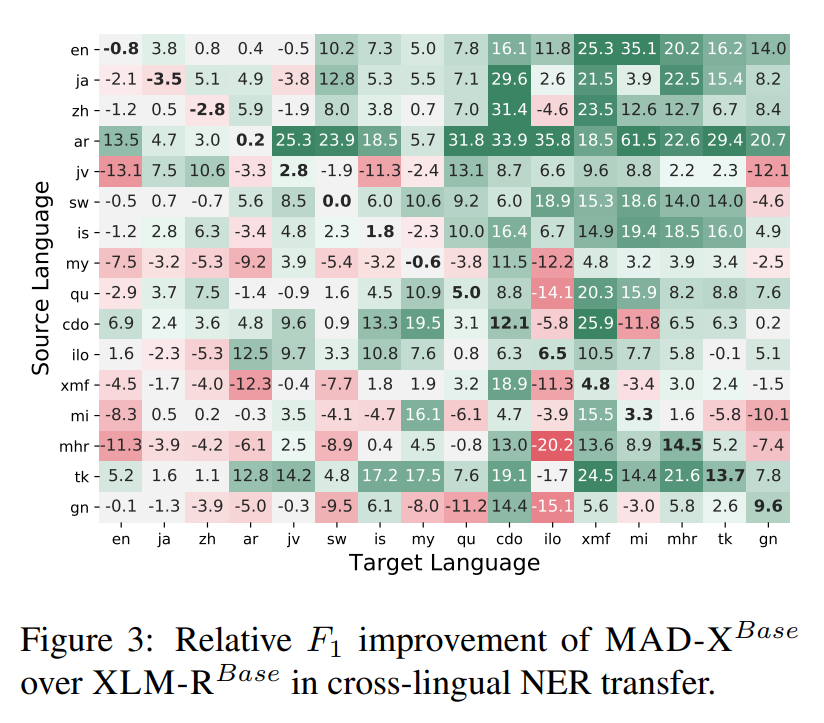 en -0.8 3.8 0.8 0.4 -0.5 10.2 7.3 5.0 7.8 16.1 11.8 25.3 35.1 20.2 16.2 14.0
ja -2.1 -3.5 5.1 4.9 -3.8 12.8 5.3 5.5 7.1 29.6 2.6 21.5 3.9 22.5 15.4 8.2
zh -1.2 0.5 -2.8 5.9 -1.9 8.0 3.8 0.7 7.0 31.4 -4.6 23.5 12.6 12.7 6.7 8.4
ar 13.5 4.7 3.0 0.2 25.3 23.9 18.5 5.7 31.8 33.9 35.8 18.5 61.5 22.6 29.4 20.7
jv -13.1 7.5 10.6 -3.3 2.8 -1.9 -11.3 -2.4 13.1 8.7 6.6 9.6 8.8 2.2 2.3 -12.1
sw -0.5 0.7 -0.7 5.6 8.5 0.0 6.0 10.6 9.2 6.0 18.9 15.3 18.6 14.0 14.0 -4.6
is -1.2 2.8 6.3 -3.4 4.8 2.3 1.8 -2.3 10.0 16.4 6.7 14.9 19.4 18.5 16.0 4.9
my -7.5 -3.2 -5.3 -9.2 3.9 -5.4 -3.2 -0.6 -3.8 11.5 -12.2 4.8 3.2 3.9 3.4 -2.5
qu -2.9 3.7 7.5 -1.4 -0.9 1.6 4.5 10.9 5.0 8.8 -14.1 20.3 15.9 8.2 8.8 7.6
cdo 6.9 2.4 3.6 4.8 9.6 0.9 13.3 19.5 3.1 12.1 -5.8 25.9 -11.8 6.5 6.3 0.2
ilo 1.6 -2.3 -5.3 12.5 9.7 3.3 10.8 7.6 0.8 6.3 6.5 10.5 7.7 5.8 -0.1 5.1
xmf -4.5 -1.7 -4.0 -12.3 -0.4 -7.7 1.8 1.9 3.2 18.9 -11.3 4.8 -3.4 3.0 2.4 -1.5
mi -8.3 0.5 0.2 -0.3 3.5 -4.1 -4.7 16.1 -6.1 4.7 -3.9 15.5 3.3 1.6 -5.8 -10.1
mhr -11.3 -3.9 -4.2 -6.1 2.5 -8.9 0.4 4.5 -0.8 13.0 -20.2 13.6 8.9 14.5 5.2 -7.4
tk 5.2 1.6 1.1 12.8 14.2 4.8 17.2 17.5 7.6 19.1 -1.7 24.5 14.4 21.6 13.7 7.8
gn -0.1 -1.3 -3.9 -5.0 -0.3 -9.5 6.1 -8.0 -11.2 14.4 -15.1 5.6 -3.0 5.8 2.6 9.6
en ja zh ar jv sw is my qu cdo ilo xmf mi mhr tk gn
Source Language
Target Language
Figure 3: Relative F1 improvement of MAD-X^Base
over XLM-R^Base in cross-lingual NER transfer.